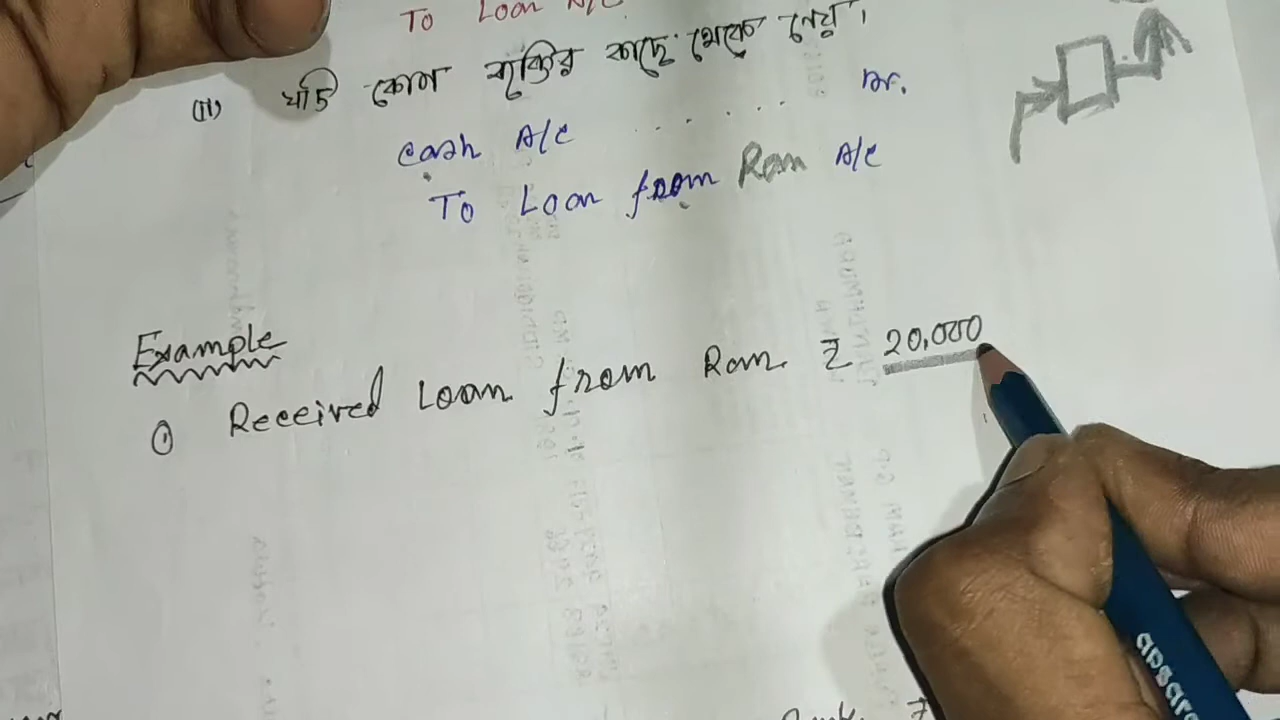 To Loan A/C
(II) যদি কোন ব্যক্তির কাছে থেকে নেয়।
Cash A/C ........... Dr.
To Loan from Ram A/C
Example
① Received Loan from Ram ₹ 20,000
apsara